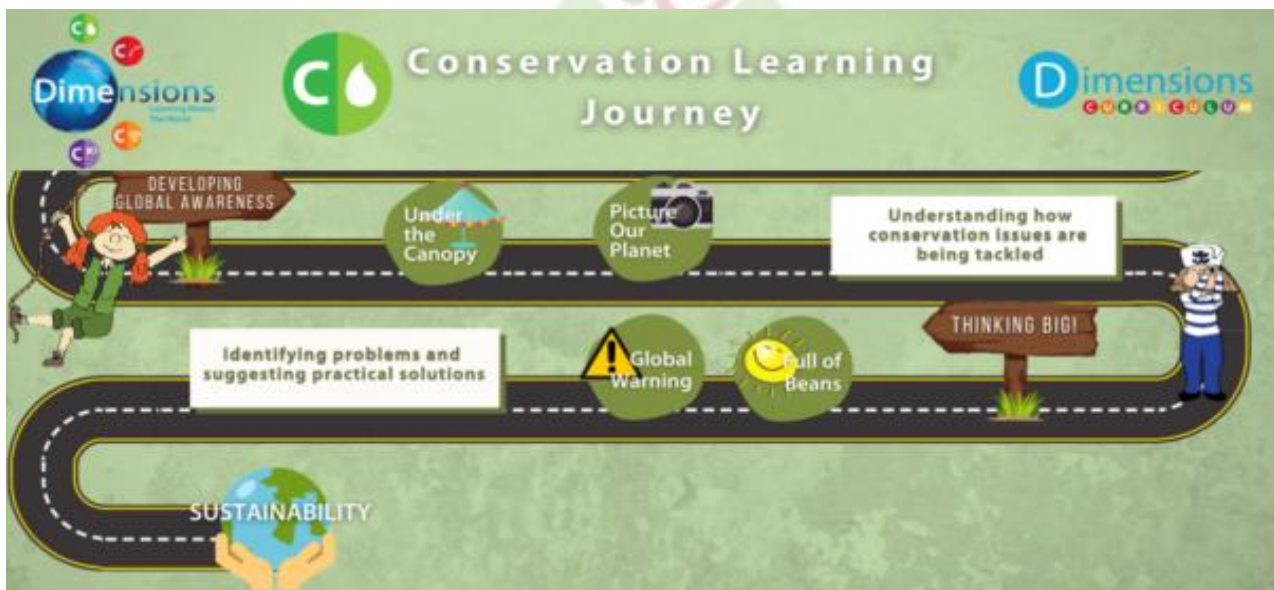 Dimensions
C
Conservation Learning
Journey
Dimensions
CURRICULUM
DEVELOPING
GLOBAL AWARENESS
Under
the
Canopy
Picture
Our
Planet
Understanding how
conservation issues are
being tackled
THINKING BIG!
Identifying problems and
suggesting practical solutions
Global
Warning
Full of
Beans
SUSTAINABILITY